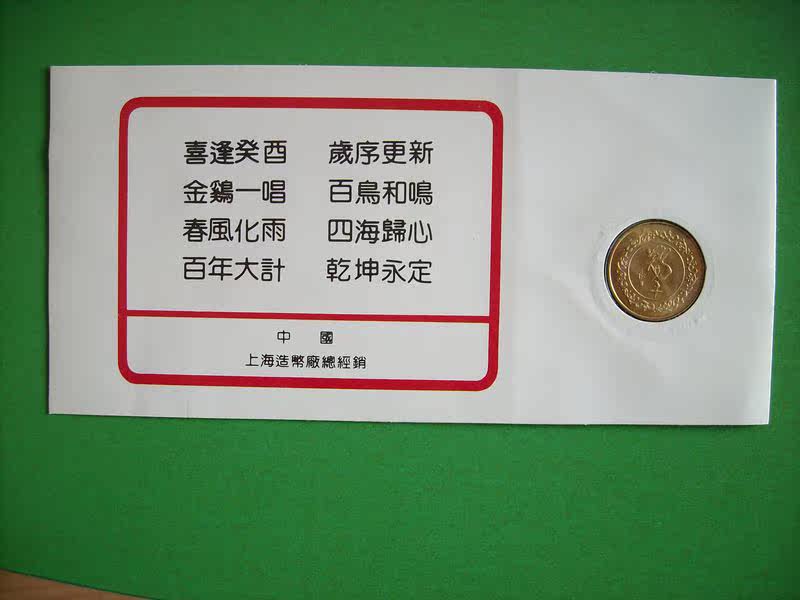 喜逢癸酉 歲序更新
金鷄一唱 百鳥和鳴
春風化雨 四海歸心
百年大計 乾坤永定
中 國
上海造幣廠總經銷